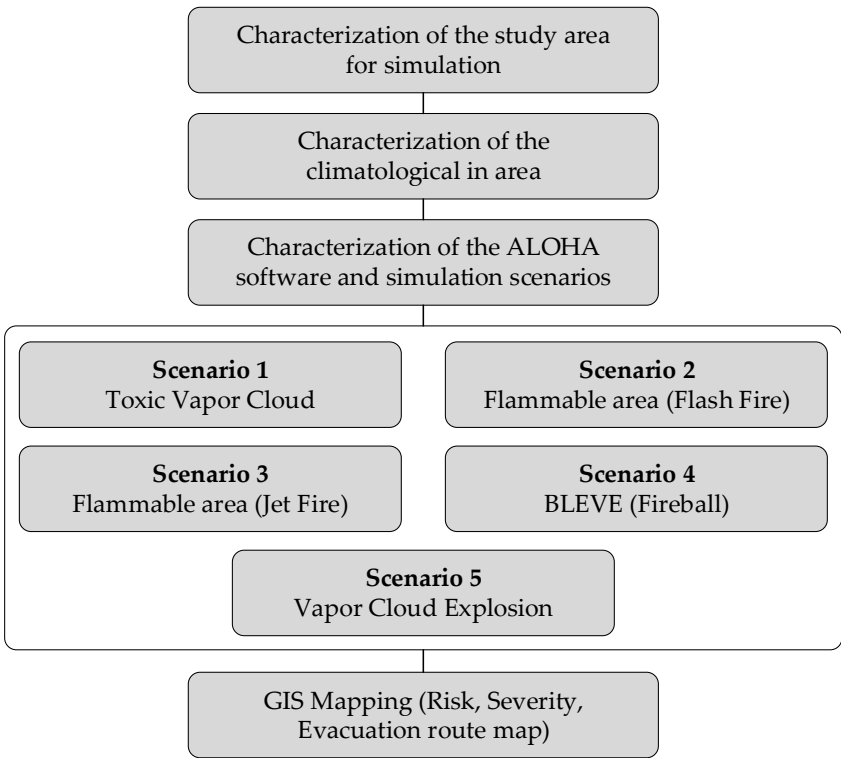 Characterization of the study area
for simulation
Characterization of the
climatological in area
Characterization of the ALOHA
software and simulation scenarios
Scenario 1
Toxic Vapor Cloud
Scenario 2
Flammable area (Flash Fire)
Scenario 3
Flammable area (Jet Fire)
Scenario 4
BLEVE (Fireball)
Scenario 5
Vapor Cloud Explosion
GIS Mapping (Risk, Severity,
Evacuation route map)